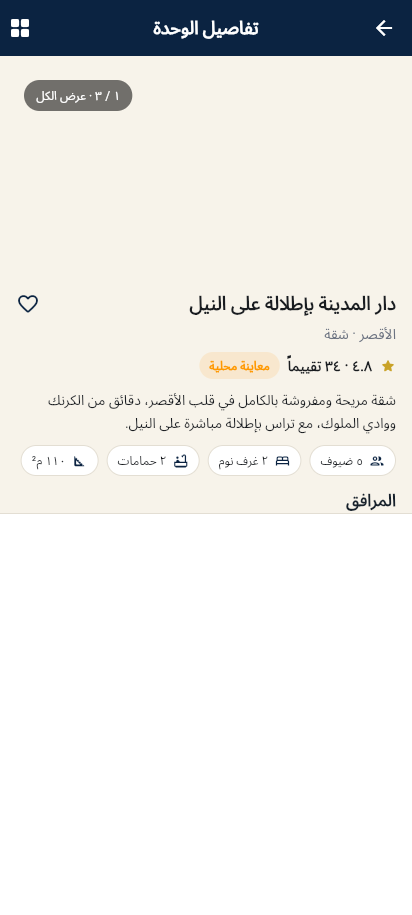 تفاصيل الوحدة
١ / ٣ · عرض الكل
دار المدينة بإطلالة على النيل
الأقصر · شقة
٤.٨ · ٣٤ تقييماً
معاينة محلية
شقة مريحة ومفروشة بالكامل في قلب الأقصر، دقائق من الكرنك
ووادي الملوك، مع تراس بإطلالة مباشرة على النيل.
٥ ضيوف
٢ غرف نوم
٢ حمامات
١١٠ م²
المرافق